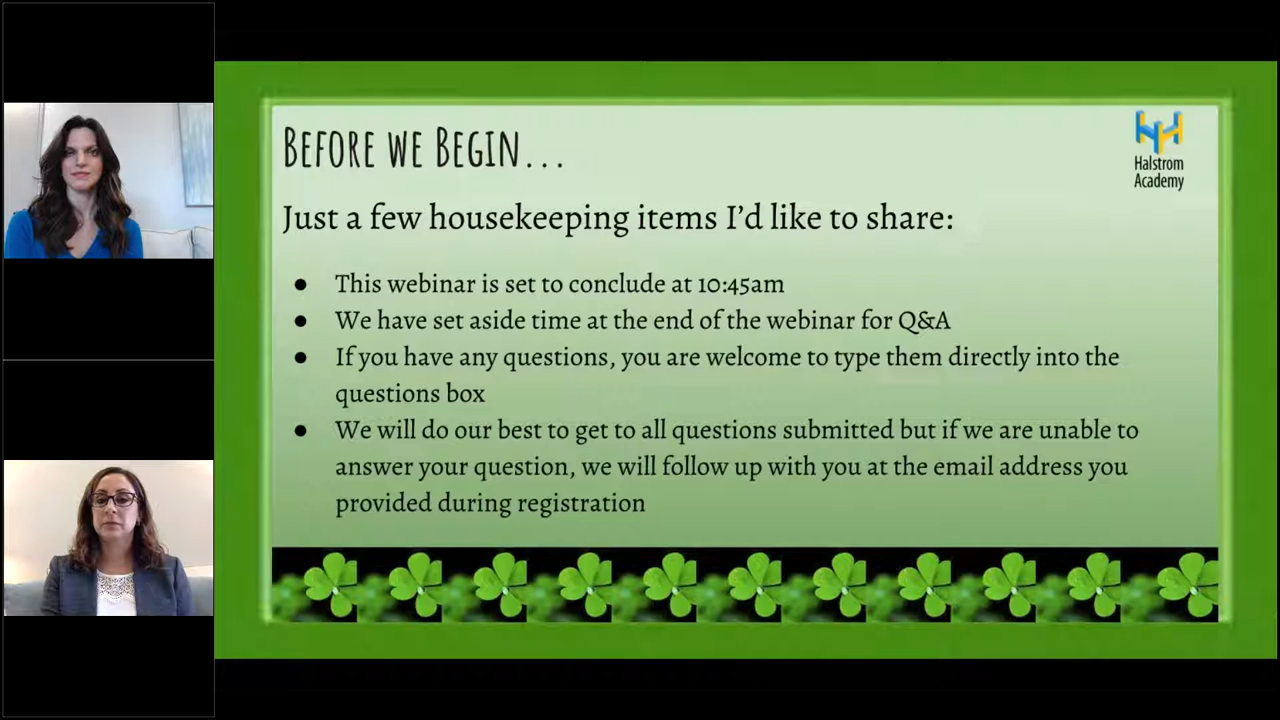 BEFORE WE BEGIN...
Halstrom
Academy
Just a few housekeeping items I'd like to share:
● This webinar is set to conclude at 10:45am
● We have set aside time at the end of the webinar for Q&A
● If you have any questions, you are welcome to type them directly into the
questions box
● We will do our best to get to all questions submitted but if we are unable to
answer your question, we will follow up with you at the email address you
provided during registration